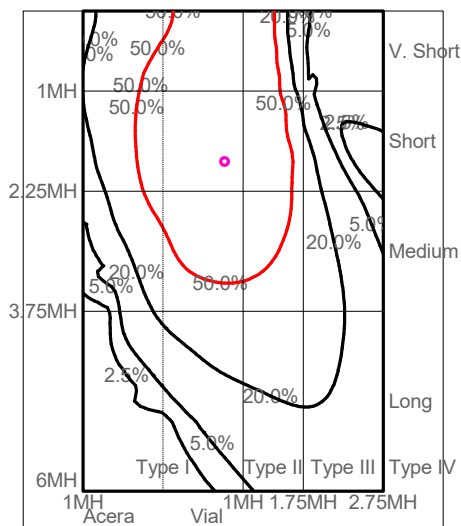 50.0%
20.0%
5.0%
0%
0%
50.0%
V. Short
1MH
50.0%
50.0%
50.0%
2.5%
Short
2.25MH
5.0%
20.0%
Medium
20.0%
5.0%
50.0%
3.75MH
2.5%
20.0%
Long
5.0%
Type I
Type II
Type III
Type IV
6MH
1MH
1MH
1.75MH
2.75MH
Acera
Vial